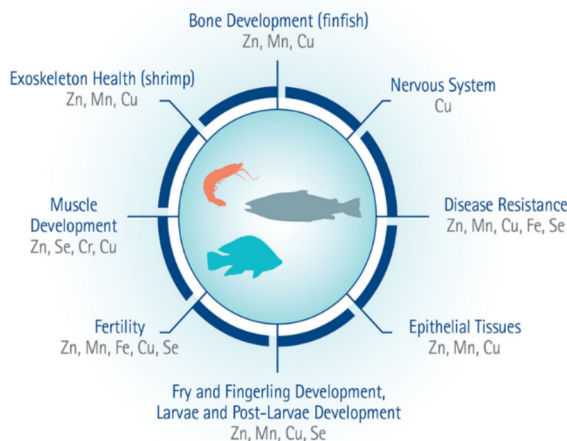 Bone Development (finfish)
Zn, Mn, Cu
Exoskeleton Health (shrimp)
Zn, Mn, Cu
Nervous System
Cu
Muscle
Development
Zn, Se, Cr, Cu
Disease Resistance
Zn, Mn, Cu, Fe, Se
Fertility
Zn, Mn, Fe, Cu, Se
Epithelial Tissues
Zn, Mn, Cu
Fry and Fingerling Development,
Larvae and Post-Larvae Development
Zn, Mn, Cu, Se